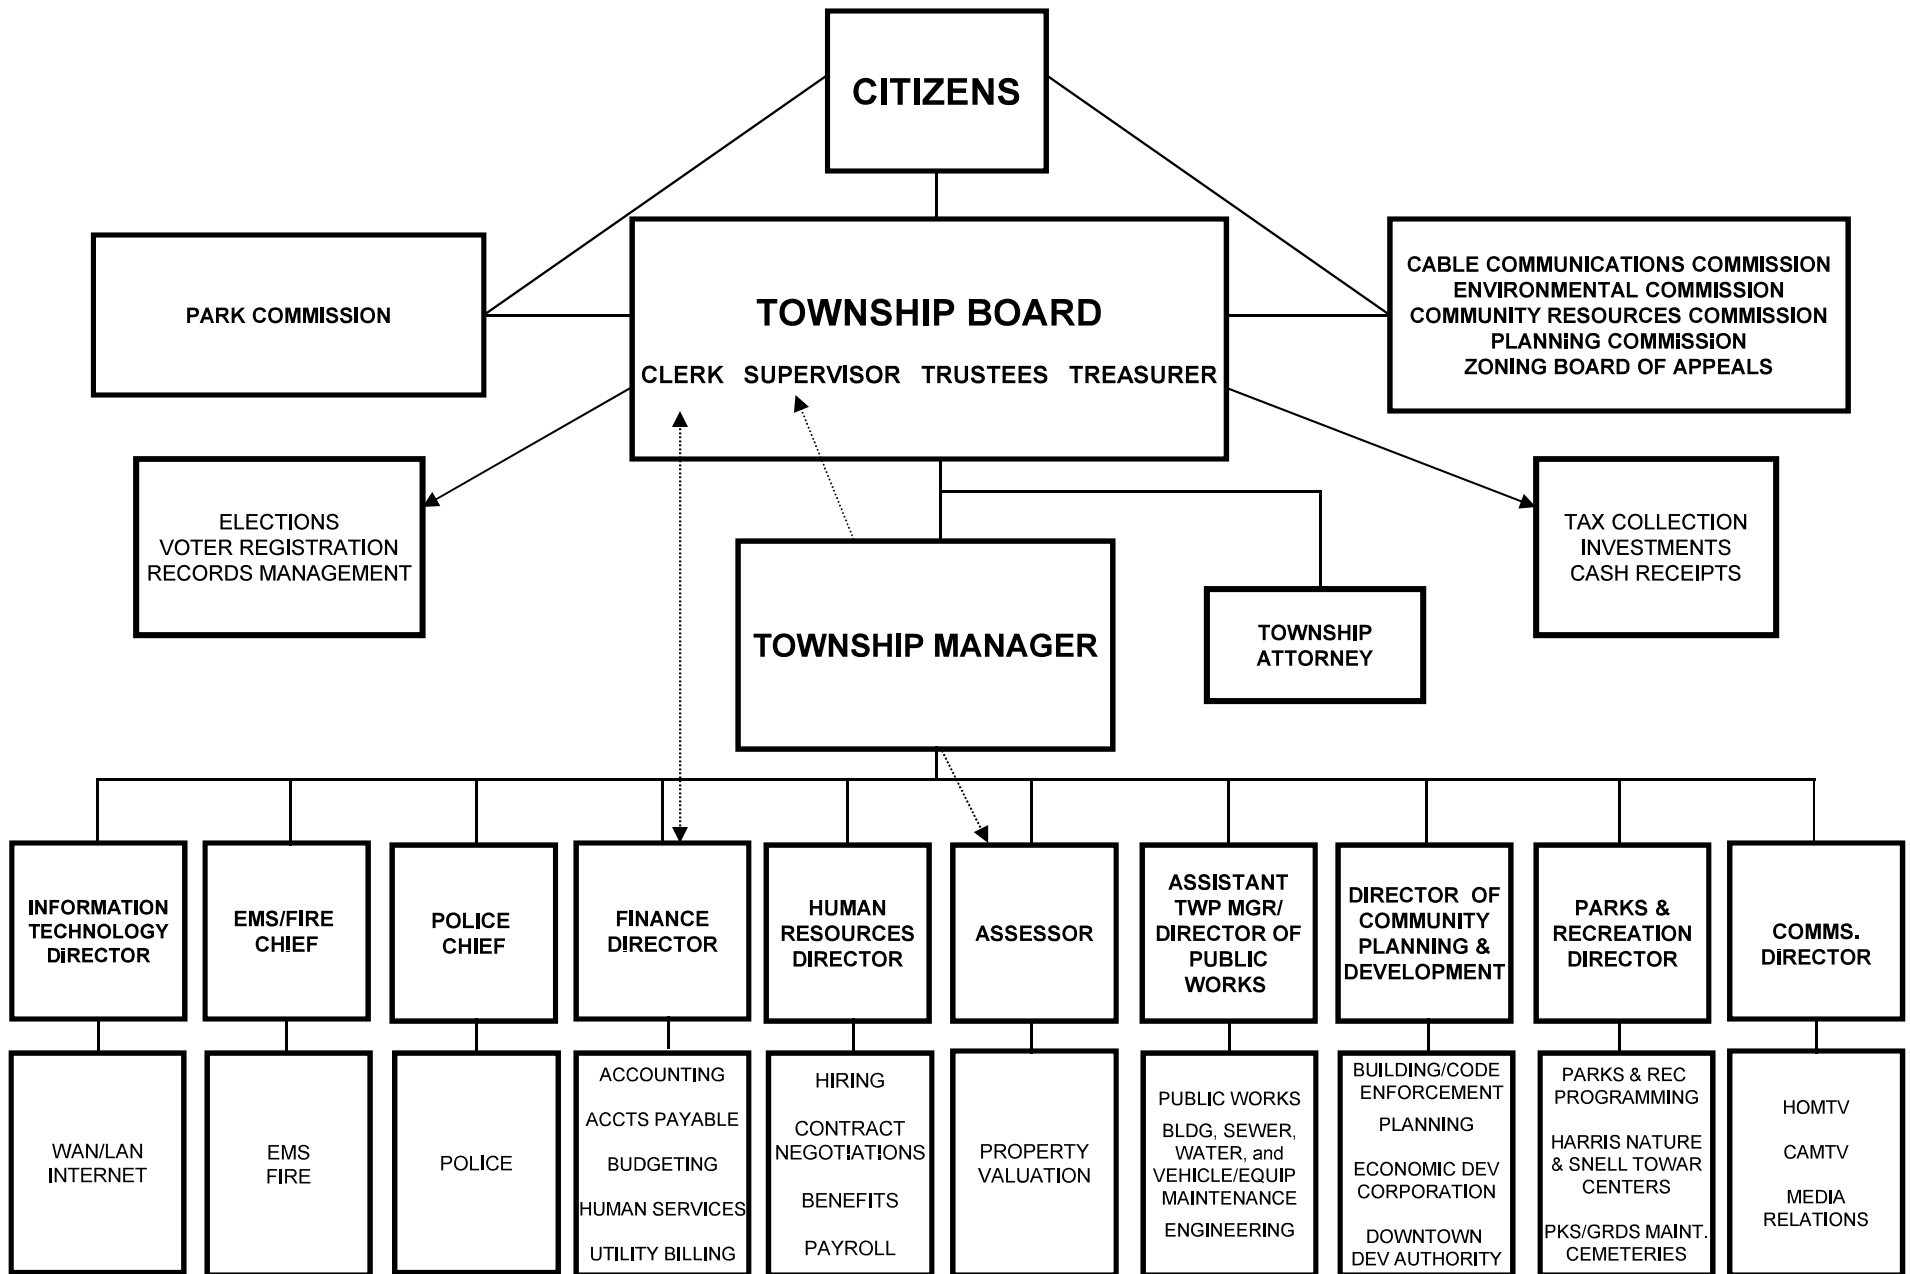 CITIZENS
PARK COMMISSION
TOWNSHIP BOARD
CLERK SUPERVISOR TRUSTEES TREASURER
CABLE COMMUNICATIONS COMMISSION
ENVIRONMENTAL COMMISSION
COMMUNITY RESOURCES COMMISSION
PLANNING COMMISSION
ZONING BOARD OF APPEALS
ELECTIONS
VOTER REGISTRATION
RECORDS MANAGEMENT
TAX COLLECTION
INVESTMENTS
CASH RECEIPTS
TOWNSHIP MANAGER
TOWNSHIP
ATTORNEY
INFORMATION
TECHNOLOGY
DIRECTOR
EMS/FIRE
CHIEF
POLICE
CHIEF
FINANCE
DIRECTOR
HUMAN
RESOURCES
DIRECTOR
ASSESSOR
ASSISTANT
TWP MGR/
DIRECTOR OF
PUBLIC
WORKS
DIRECTOR OF
COMMUNITY
PLANNING &
DEVELOPMENT
PARKS &
RECREATION
DIRECTOR
COMMS.
DIRECTOR
WAN/LAN
INTERNET
EMS
FIRE
POLICE
ACCOUNTING
ACCTS PAYABLE
BUDGETING
HUMAN SERVICES
UTILITY BILLING
HIRING
CONTRACT
NEGOTIATIONS
BENEFITS
PAYROLL
PROPERTY
VALUATION
PUBLIC WORKS
BLDG, SEWER,
WATER, and
VEHICLE/EQUIP
MAINTENANCE
ENGINEERING
BUILDING/CODE
ENFORCEMENT
PLANNING
ECONOMIC DEV
CORPORATION
DOWNTOWN
DEV AUTHORITY
PARKS & REC
PROGRAMMING
HARRIS NATURE
& SNELL TOWAR
CENTERS
PKS/GRDS MAINT.
CEMETERIES
HOMTV
CAMTV
MEDIA
RELATIONS